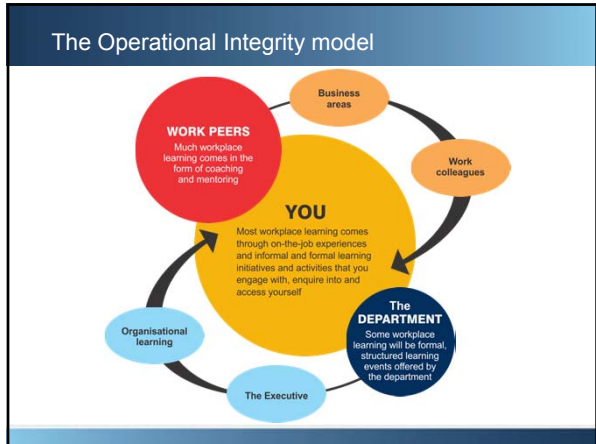 The Operational Integrity model
Business
areas
WORK PEERS
Much workplace
learning comes in the
form of coaching
and mentoring
Work
colleagues
YOU
Most workplace learning comes
through on-the-job experiences
and informal and formal learning
initiatives and activities that you
engage with, enquire into and
access yourself
The
DEPARTMENT
Some workplace
learning will be formal,
structured learning
events offered by
the department
Organisational
learning
The Executive